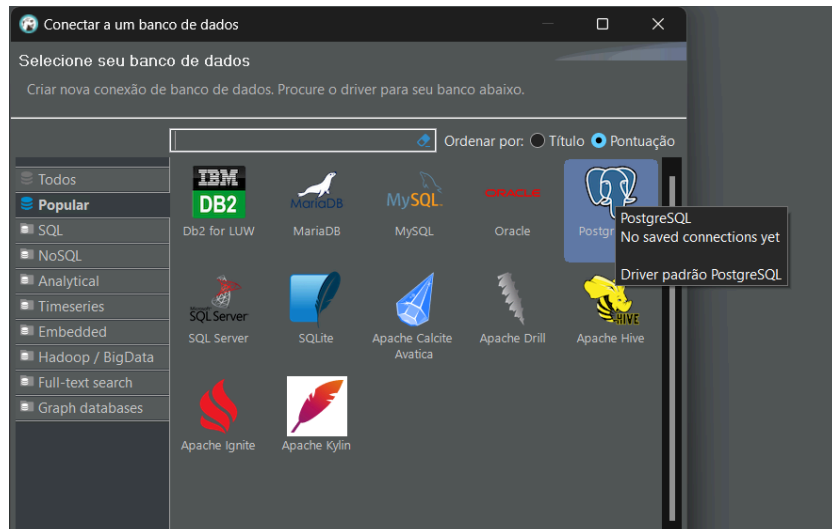 Conectar a um banco de dados
Selecione seu banco de dados
Criar nova conexão de banco de dados. Procure o driver para seu banco abaixo.
Ordenar por: Título Pontuação
Todos
Popular
SQL
NoSQL
Analytical
Timeseries
Embedded
Hadoop / BigData
Full-text search
Graph databases
IBM
DB2
MariaDB
MySQL
ORACLE
Db2 for LUW
MariaDB
MySQL
Oracle
PostgreSQL
No saved connections yet
Driver padrão PostgreSQL
SQL Server
HIVE
SQL Server
SQLite
Apache Calcite
Avatica
Apache Drill
Apache Hive
Apache Ignite
Apache Kylin